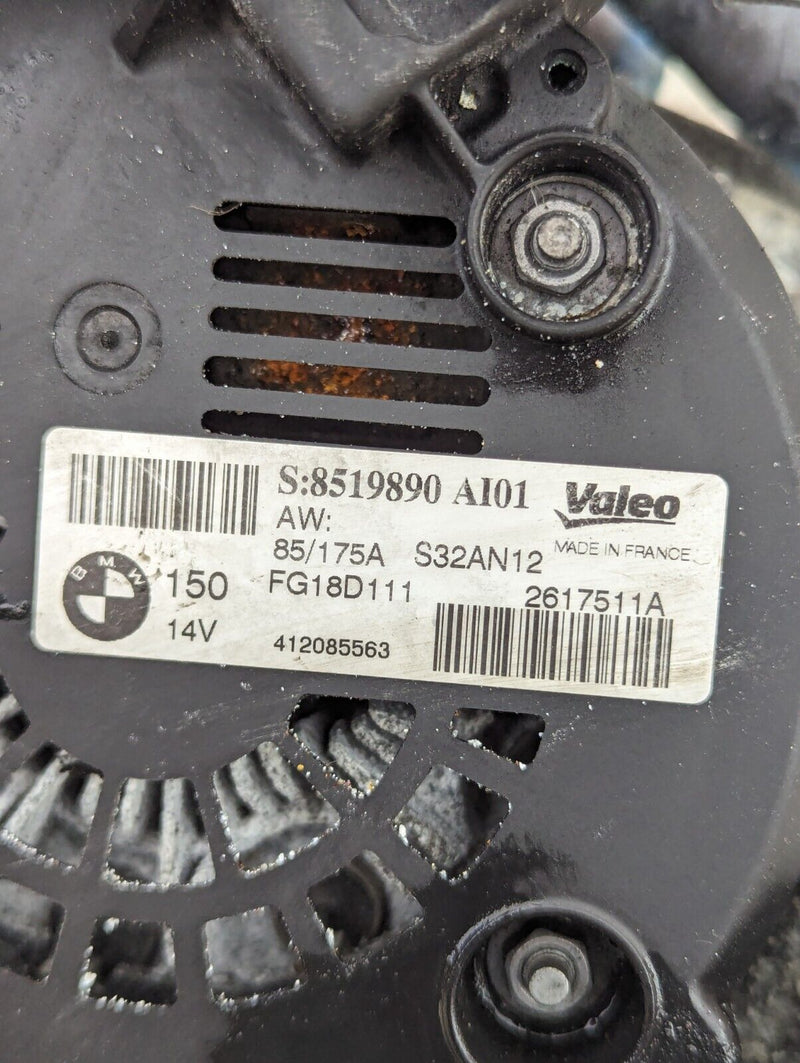 S:8519890 AI01
Valeo
AW:
85/175A S32AN12
MADE IN FRANCE
BMW
150
FG18D111
2617511A
14V
412085563